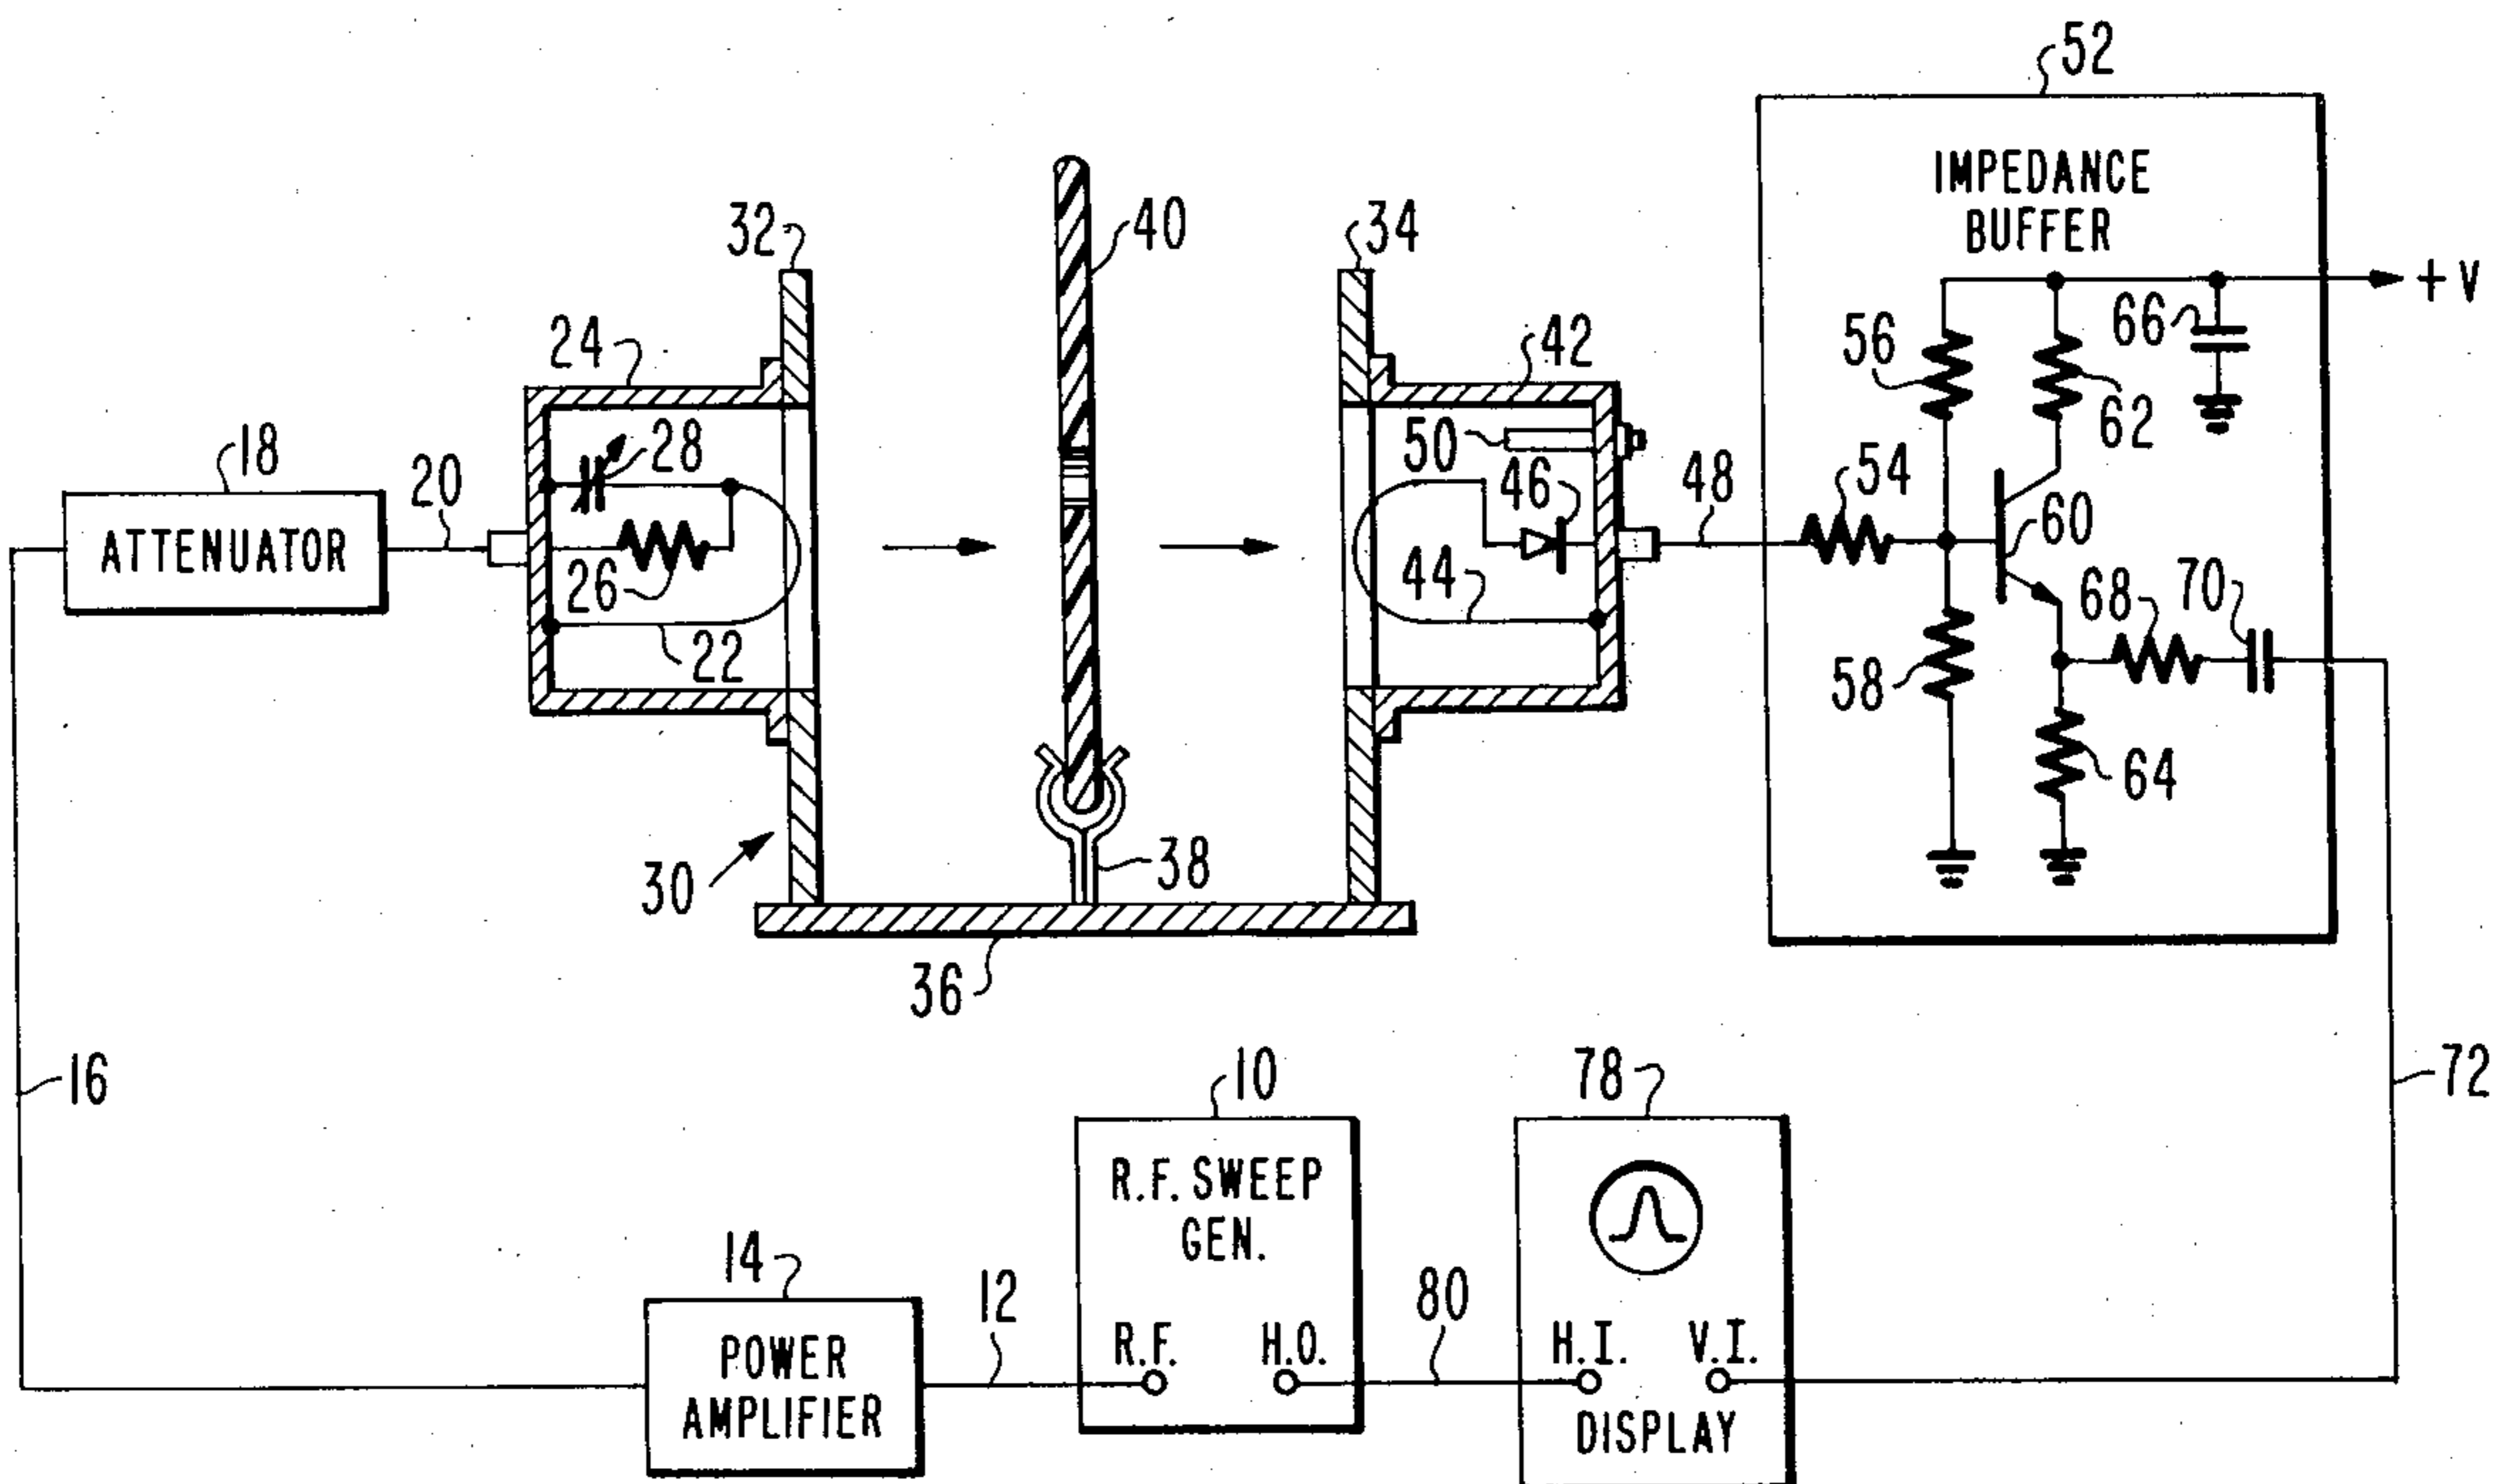 52
IMPEDANCE
BUFFER
32
40
34
+V
24
42
56
66
62
18
20
28
50
46
48
54
60
ATTENUATOR
26
44
68
70
22
58
64
30
38
36
16
10
78
72
R.F. SWEEP
GEN.
14
12
80
R.F.
H.O.
H.I.
V.I.
POWER
AMPLIFIER
DISPLAY